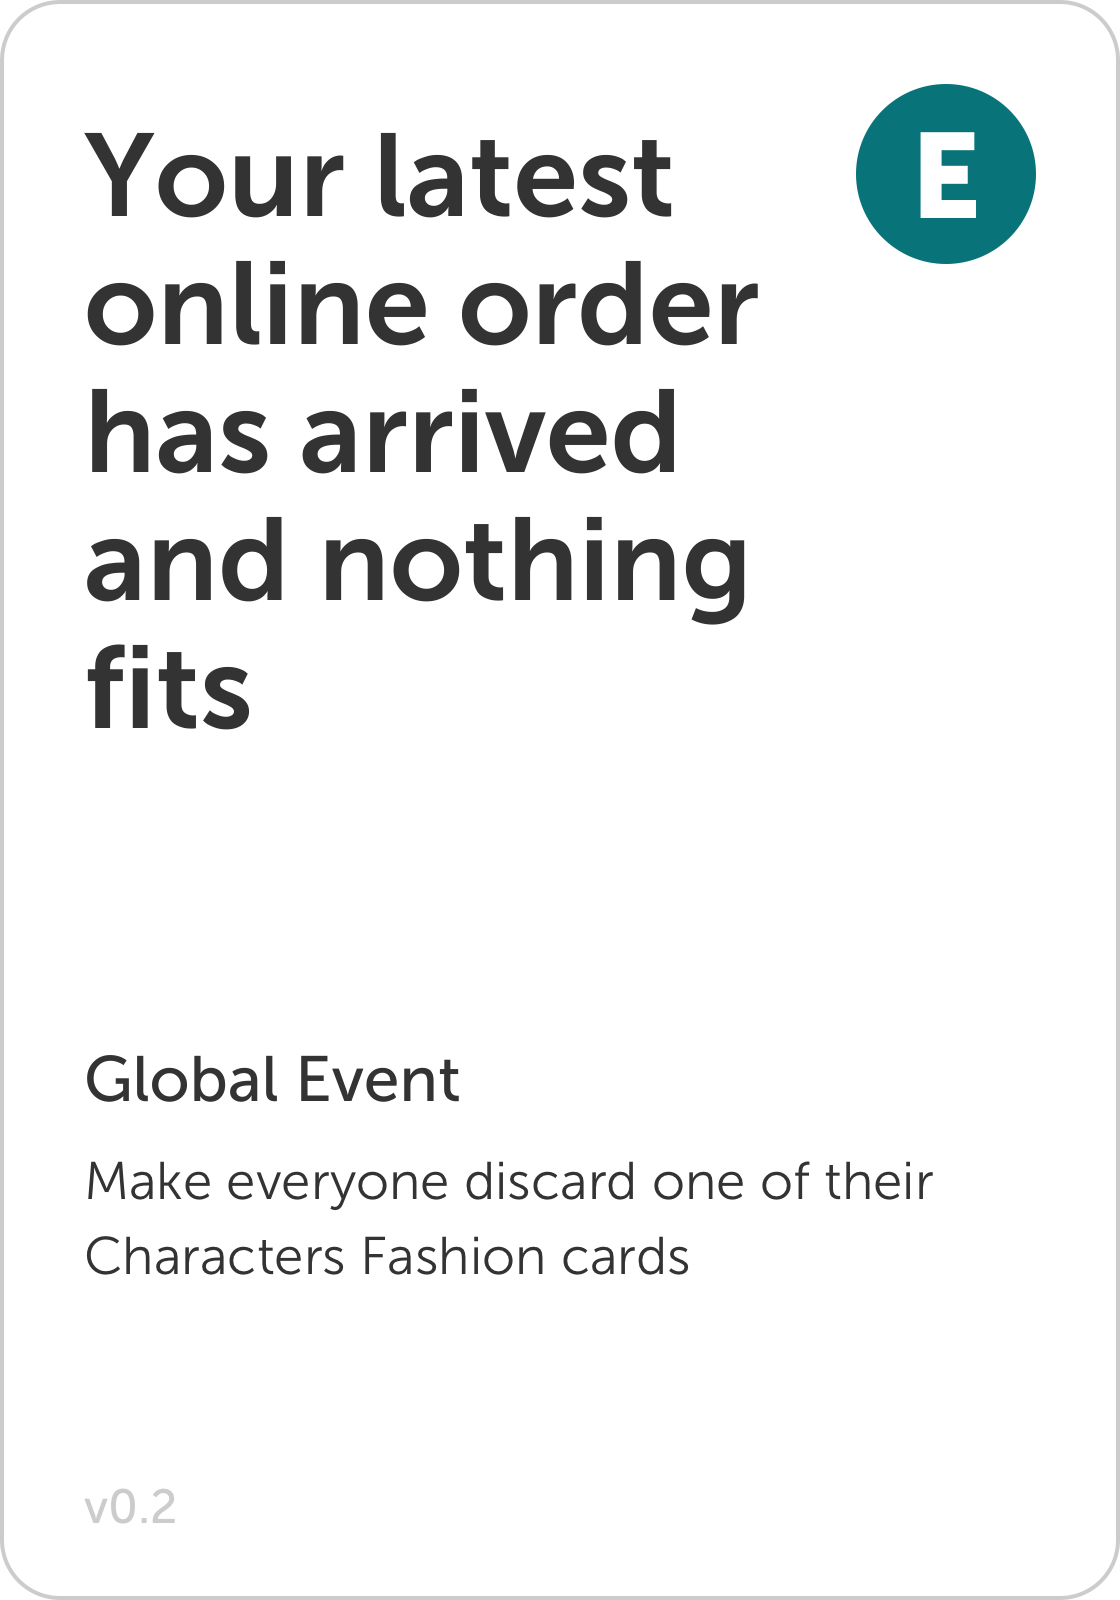 Your latest
E
online order
has arrived
and nothing
fits
Global Event
Make everyone discard one of their
Characters Fashion cards
v0.2